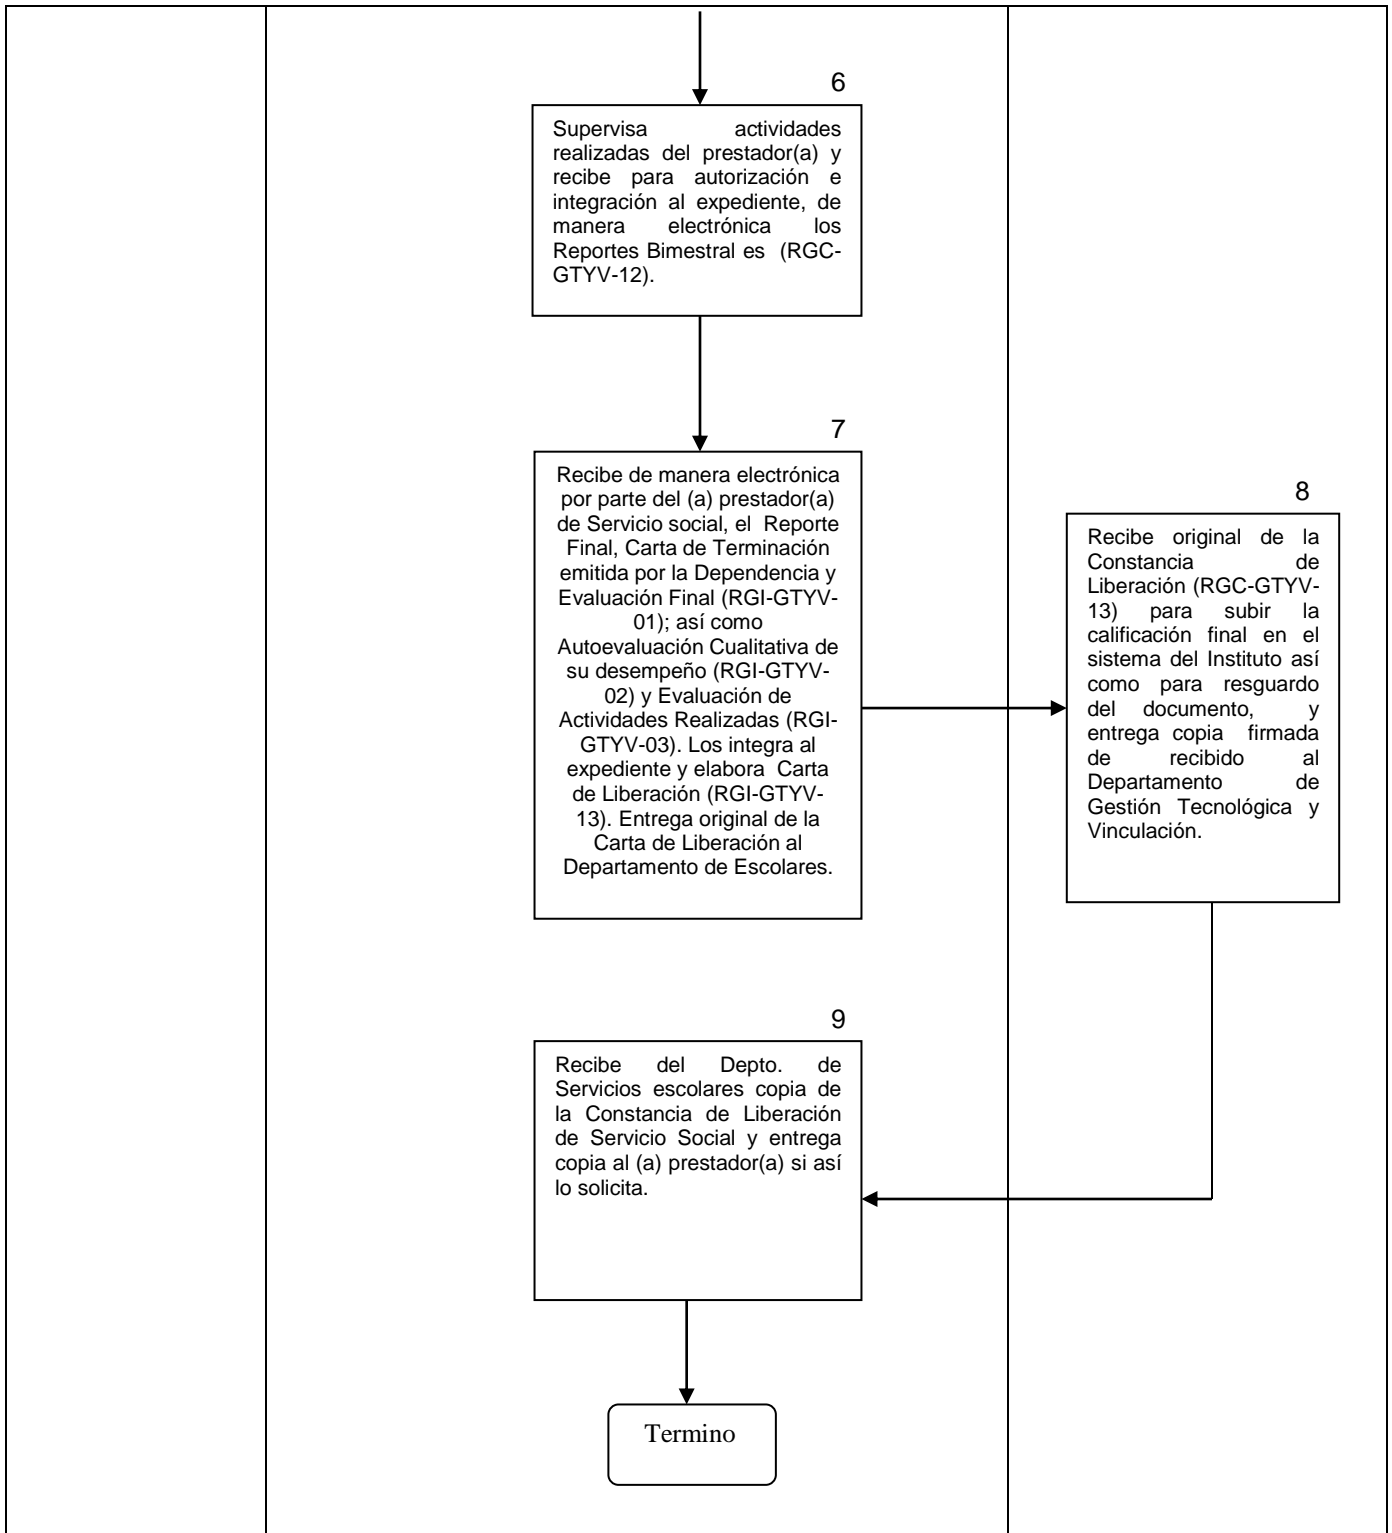 6
Supervisa actividades
realizadas del prestador(a) y
recibe para autorización e
integración al expediente, de
manera electrónica los
Reportes Bimestral es (RGC-
GTYV-12).
7
Recibe de manera electrónica
por parte del (a) prestador(a)
de Servicio social, el Reporte
Final, Carta de Terminación
emitida por la Dependencia y
Evaluación Final (RGI-GTYV-
01); así como
Autoevaluación Cualitativa de
su desempeño (RGI-GTYV-
02) y Evaluación de
Actividades Realizadas (RGI-
GTYV-03). Los integra al
expediente y elabora Carta
de Liberación (RGI-GTYV-
13). Entrega original de la
Carta de Liberación al
Departamento de Escolares.
8
Recibe original de la
Constancia de
Liberación (RGC-GTYV-
13) para subir la
calificación final en el
sistema del Instituto así
como para resguardo
del documento, y
entrega copia firmada
de recibido al
Departamento de
Gestión Tecnológica y
Vinculación.
9
Recibe del Depto. de
Servicios escolares copia de
la Constancia de Liberación
de Servicio Social y entrega
copia al (a) prestador(a) si así
lo solicita.
Termino